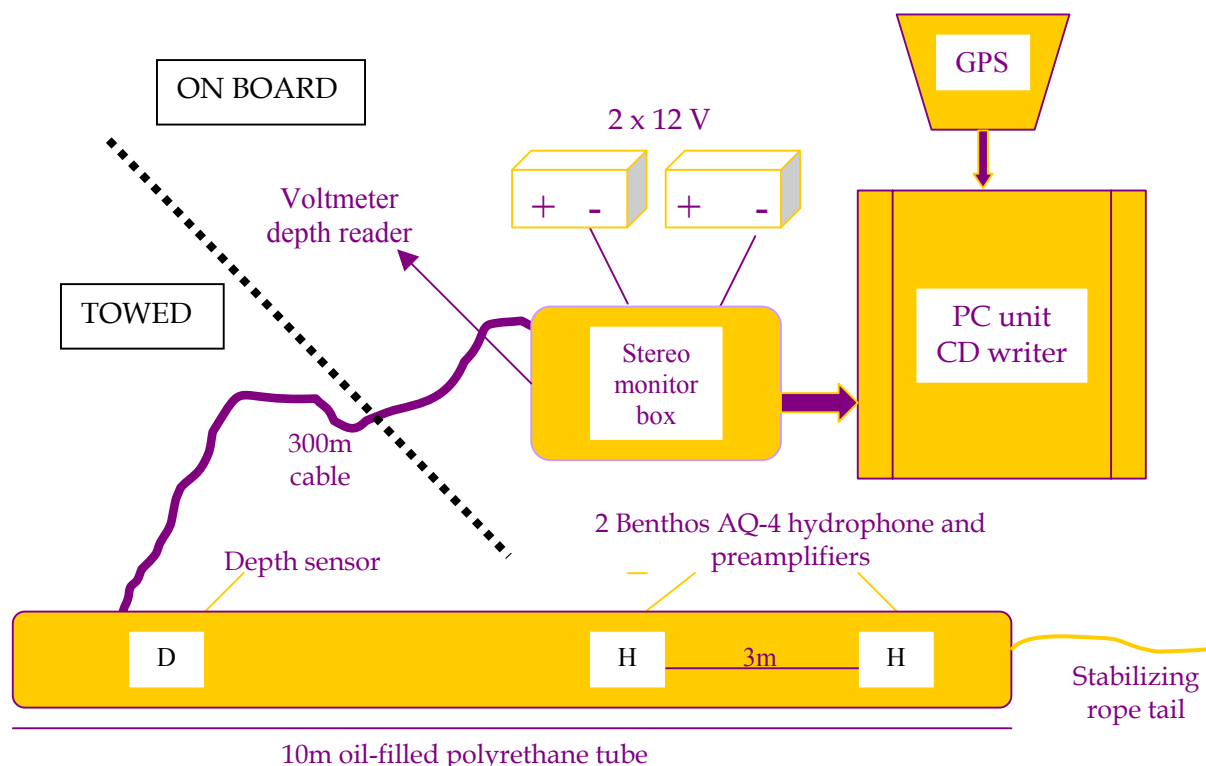 GPS
ON BOARD
2 x 12 V
Voltmeter
depth reader
+ -
+ -
TOWED
PC unit
CD writer
Stereo
monitor
box
300m
cable
2 Benthos AQ-4 hydrophone and
preamplifiers
Depth sensor
D
H
3m
H
Stabilizing
rope tail
10m oil-filled polyrethane tube